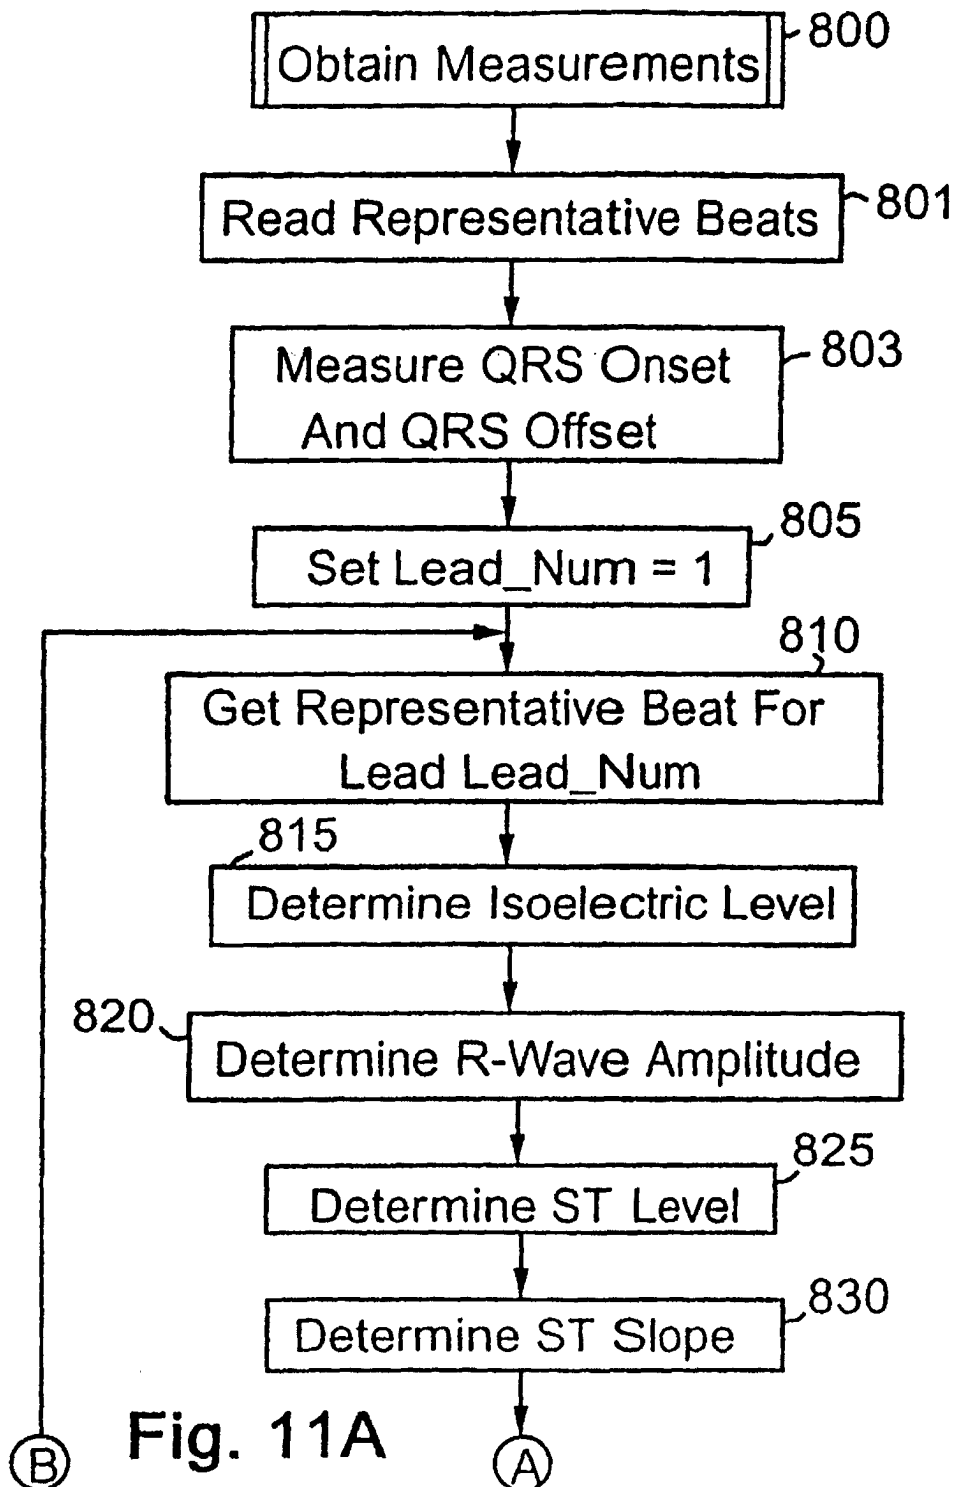 Obtain Measurements
800
Read Representative Beats
801
Measure QRS Onset
And QRS Offset
803
Set Lead_Num = 1
805
810
Get Representative Beat For
Lead Lead_Num
815
Determine Isoelectric Level
820
Determine R-Wave Amplitude
825
Determine ST Level
830
Determine ST Slope
Fig. 11A
B
A